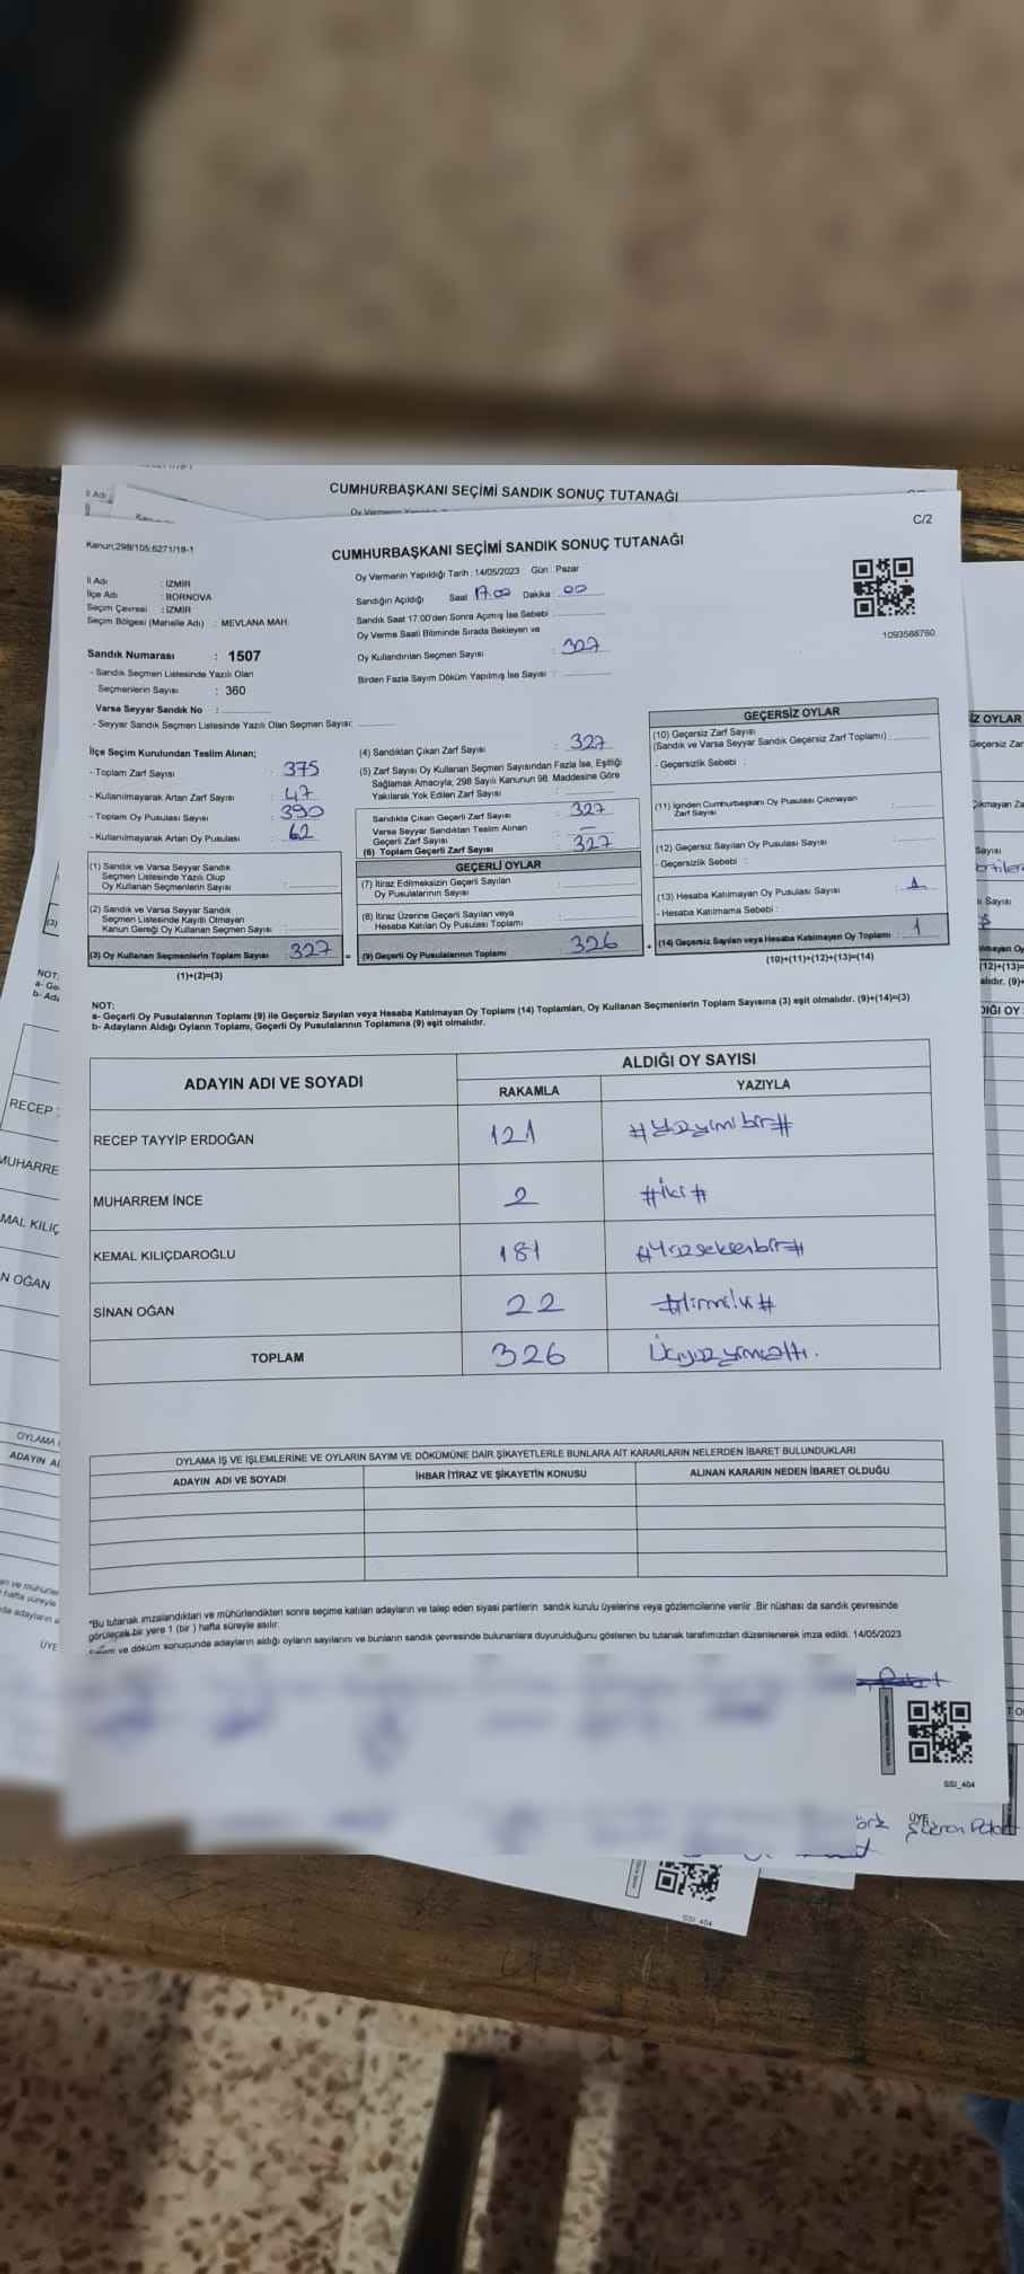 CUMHURBAŞKANI SEÇİMİ SANDIK SONUÇ TUTANAĞI
İl Adı
C/2
Kanun;298/105;6271/18-1
CUMHURBAŞKANI SEÇİMİ SANDIK SONUÇ TUTANAĞI
İl Adı : İZMİR
İlçe Adı : BORNOVA
Seçim Çevresi : İZMİR
Seçim Bölgesi (Mahalle Adı) : MEVLANA MAH.
Oy Vermenin Yapıldığı Tarih : 14/05/2023 Gün : Pazar
Sandığın Açıldığı Saat 17.00 Dakika 00
Sandık Saat 17:00'den Sonra Açılmış İse Sebebi
Oy Verme Saati Bitiminde Sırada Bekleyen ve
Oy Kullandırılan Seçmen Sayısı : 327
Birden Fazla Sayım Döküm Yapılmış İse Sayısı :
1093588760
Sandık Numarası : 1507
- Sandık Seçmen Listesinde Yazılı Olan
Seçmenlerin Sayısı : 360
Varsa Seyyar Sandık No :
- Seyyar Sandık Seçmen Listesinde Yazılı Olan Seçmen Sayısı:
İlçe Seçim Kurulundan Teslim Alınan;
- Toplam Zarf Sayısı : 375
- Kullanılmayarak Artan Zarf Sayısı : 47
- Toplam Oy Pusulası Sayısı : 390
- Kullanılmayarak Artan Oy Pusulası : 62
(1) Sandık ve Varsa Seyyar Sandık
Seçmen Listesinde Yazılı Olup
Oy Kullanan Seçmenlerin Sayısı :
(2) Sandık ve Varsa Seyyar Sandık
Seçmen Listesinde Kayıtlı Olmayan
Kanun Gereği Oy Kullanan Seçmen Sayısı :
(3) Oy Kullanan Seçmenlerin Toplam Sayısı 327
(1)+(2)=(3)
(4) Sandıktan Çıkan Zarf Sayısı : 327
(5) Zarf Sayısı Oy Kullanan Seçmen Sayısından Fazla İse, Eşitliği
Sağlamak Amacıyla; 298 Sayılı Kanunun 98. Maddesine Göre
Yakılarak Yok Edilen Zarf Sayısı :
Sandıkta Çıkan Geçerli Zarf Sayısı : 327
Varsa Seyyar Sandıktan Teslim Alınan
Geçerli Zarf Sayısı : —
(6) Toplam Geçerli Zarf Sayısı : 327
GEÇERLİ OYLAR
(7) İtiraz Edilmeksizin Geçerli Sayılan
Oy Pusulalarının Sayısı :
(8) İtiraz Üzerine Geçerli Sayılan veya
Hesaba Katılan Oy Pusulası Toplamı :
(9) Geçerli Oy Pusulalarının Toplamı 326
GEÇERSİZ OYLAR
(10) Geçersiz Zarf Sayısı
(Sandık ve Varsa Seyyar Sandık Geçersiz Zarf Toplamı) :
- Geçersizlik Sebebi :
(11) İçinden Cumhurbaşkanı Oy Pusulası Çıkmayan
Zarf Sayısı
(12) Geçersiz Sayılan Oy Pusulası Sayısı
- Geçersizlik Sebebi :
(13) Hesaba Katılmayan Oy Pusulası Sayısı : 1
- Hesaba Katılmama Sebebi :
(14) Geçersiz Sayılan veya Hesaba Katılmayan Oy Toplamı : 1
(10)+(11)+(12)+(13)=(14)
NOT:
a- Geçerli Oy Pusulalarının Toplamı (9) ile Geçersiz Sayılan veya Hesaba Katılmayan Oy Toplamı (14) Toplamları, Oy Kullanan Seçmenlerin Toplam Sayısına (3) eşit olmalıdır. (9)+(14)=(3)
b- Adayların Aldığı Oyların Toplamı, Geçerli Oy Pusulalarının Toplamına (9) eşit olmalıdır.
ADAYIN ADI VE SOYADI ALDIĞI OY SAYISI
RAKAMLA YAZIYLA
RECEP TAYYİP ERDOĞAN 121 #Yüzyirmibir#
MUHARREM İNCE 2 #İki#
KEMAL KILIÇDAROĞLU 181 #Yüzseksenbir#
SİNAN OĞAN 22
TOPLAM 326 Üçyüzyirmialtı.
OYLAMA İŞ VE İŞLEMLERİNE VE OYLARIN SAYIM VE DÖKÜMÜNE DAİR ŞİKAYETLERLE BUNLARA AİT KARARLARIN NELERDEN İBARET BULUNDUKLARI
ADAYIN ADI VE SOYADI İHBAR İTİRAZ VE ŞİKAYETİN KONUSU ALINAN KARARIN NEDEN İBARET OLDUĞU
"Bu tutanak imzalandıktan ve mühürlendikten sonra seçime katılan adayların ve talep eden siyasi partilerin sandık kurulu üyelerine veya gözlemcilerine verilir. Bir nüshası da sandık çevresinde
görülecek bir yere 1 (bir) hafta süreyle asılır.
Sayım ve döküm sonucunda adayların aldığı oyların sayılarını ve bunların sandık çevresinde bulunanlara duyurulduğunu gösteren bu tutanak tarafımızdan düzenlenerek imza edildi. 14/05/2023
SSI_404
ÜYE
SSI_404
İZ OYLAR
RECEP
MUHARRE
MAL KILIÇ
N OĞAN
OYLAMA
ADAYIN A
DIĞI OY